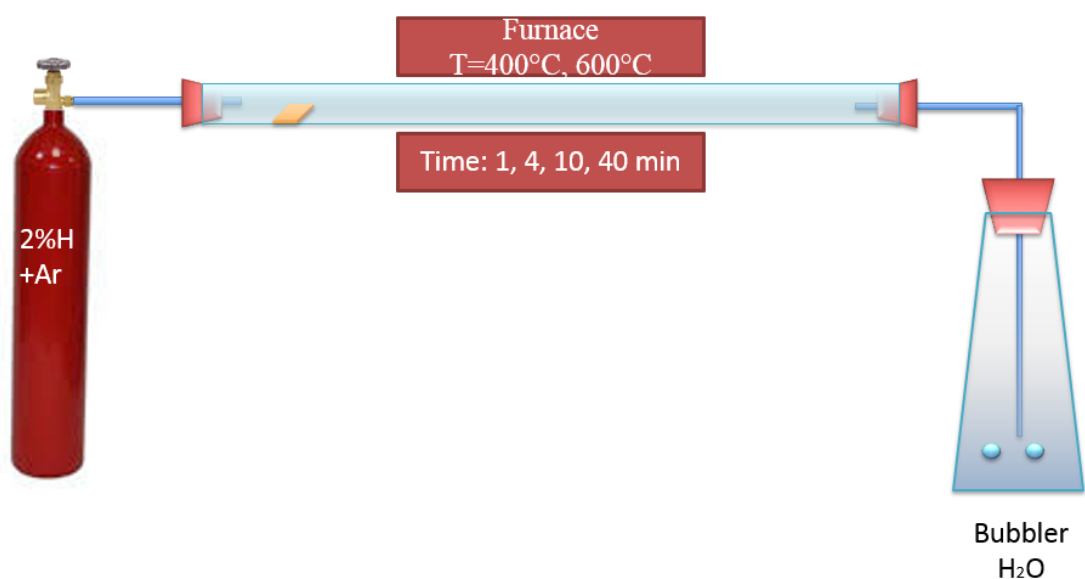 Furnace
T=400°C, 600°C
Time: 1, 4, 10, 40 min
2%H
+Ar
Bubbler
H₂O